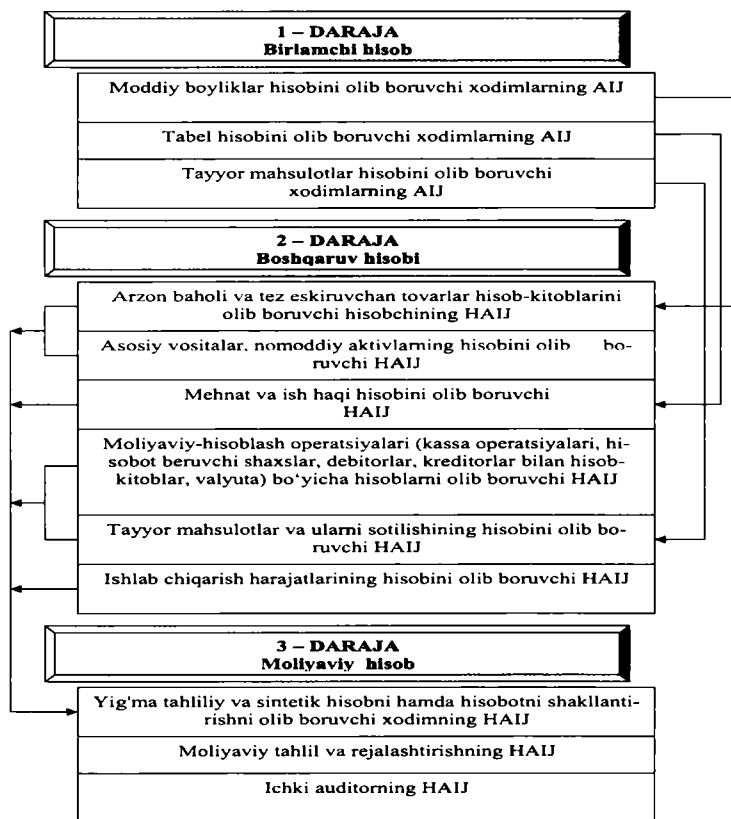 1 – DARAJA
Birlamchi hisob
Moddiy boyliklar hisobini olib boruvchi xodimlarning AIJ
Tabel hisobini olib boruvchi xodimlarning AIJ
Tayyor mahsulotlar hisobini olib boruvchi
xodimlarning AIJ
2 – DARAJA
Boshqaruv hisobi
Arzon baholi va tez eskiruvchan tovarlar hisob-kitoblarini
olib boruvchi hisobchining HAIJ
Asosiy vositalar, nomoddiy aktivlarning hisobini olib bo-
ruvchi HAIJ
Mehnat va ish haqi hisobini olib boruvchi
HAIJ
Moliyaviy-hisoblash operatsiyalari (kassa operatsiyalari, hi-
sobot beruvchi shaxslar, debitorlar, kreditorlar bilan hisob-
kitoblar, valyuta) bo‘yicha hisoblarni olib boruvchi HAIJ
Tayyor mahsulotlar va ularni sotilishining hisobini olib bo-
ruvchi HAIJ
Ishlab chiqarish harajatlarining hisobini olib boruvchi HAIJ
3 – DARAJA
Moliyaviy hisob
Yig'ma tahliliy va sintetik hisobni hamda hisobotni shakllanti-
rishni olib boruvchi xodimning HAIJ
Moliyaviy tahlil va rejalashtirishning HAIJ
Ichki auditorning HAIJ